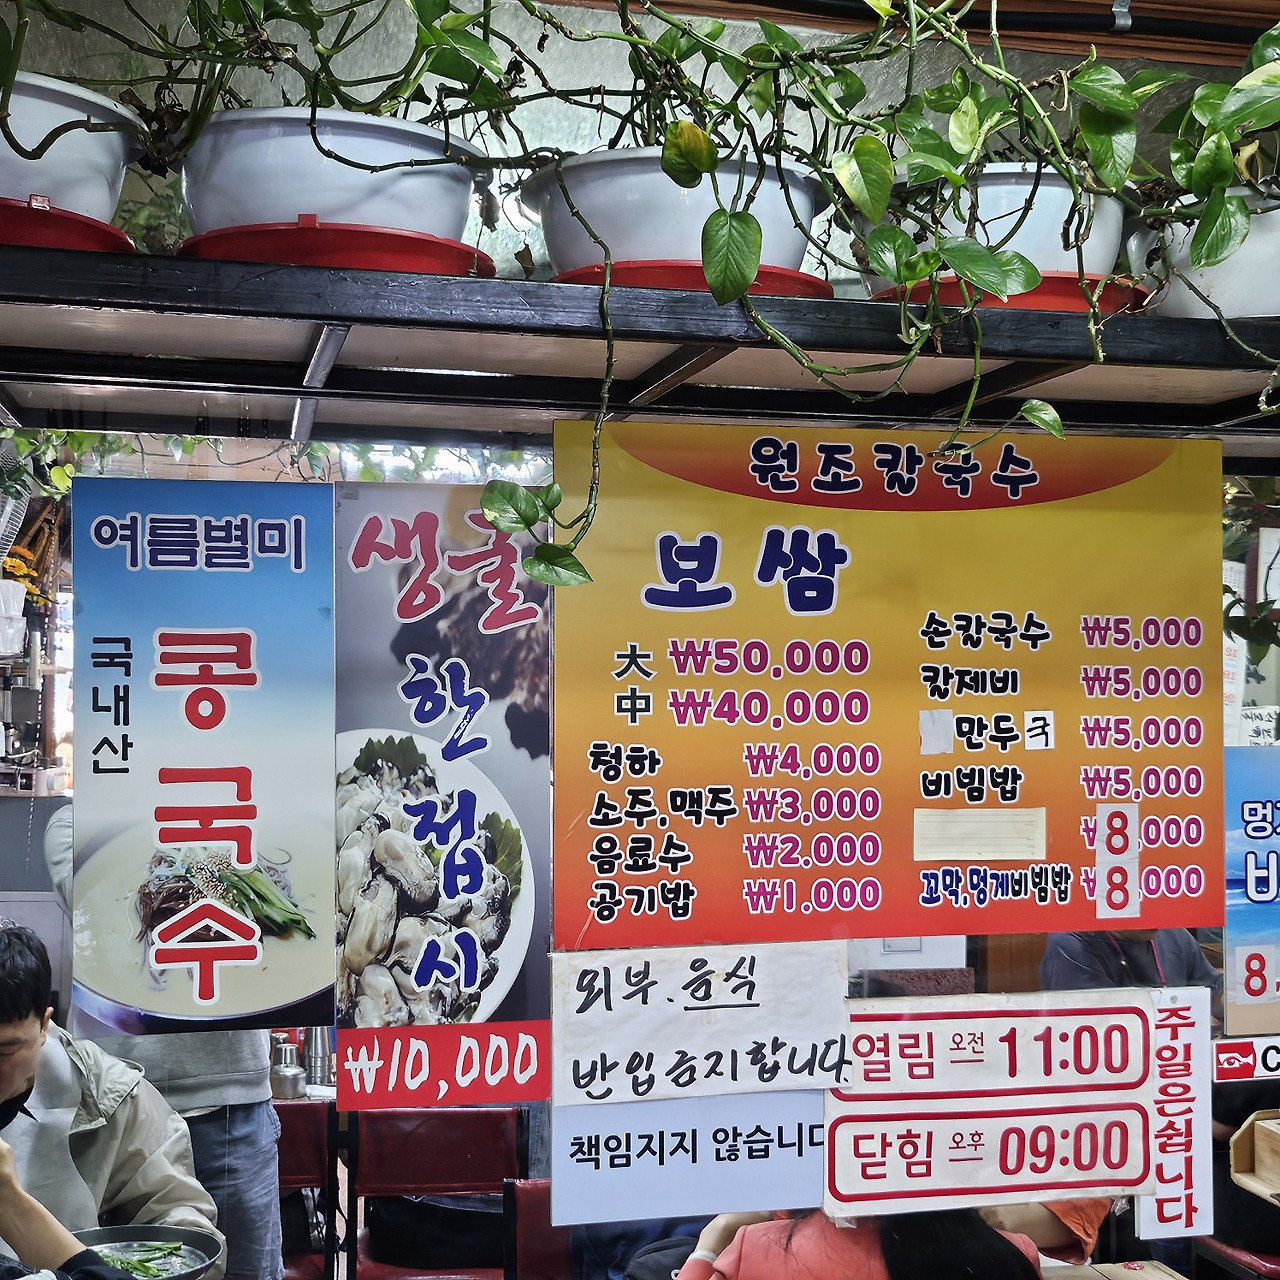 여름별미
국내산
콩국수
생굴
한접시
₩10,000
원조칼국수
보쌈
大 ₩50,000
中 ₩40,000
청하 ₩4,000
소주,맥주 ₩3,000
음료수 ₩2,000
공기밥 ₩1,000
손칼국수 ₩5,000
칼제비 ₩5,000
만두국 ₩5,000
비빔밥 ₩5,000
₩8,000
꼬막,멍게비빔밥 ₩8,000
외부.음식
반입금지합니다.
책임지지 않습니다
열림 오전 11:00
닫힘 오후 09:00
주일은쉽니다
멍
비
8,
C